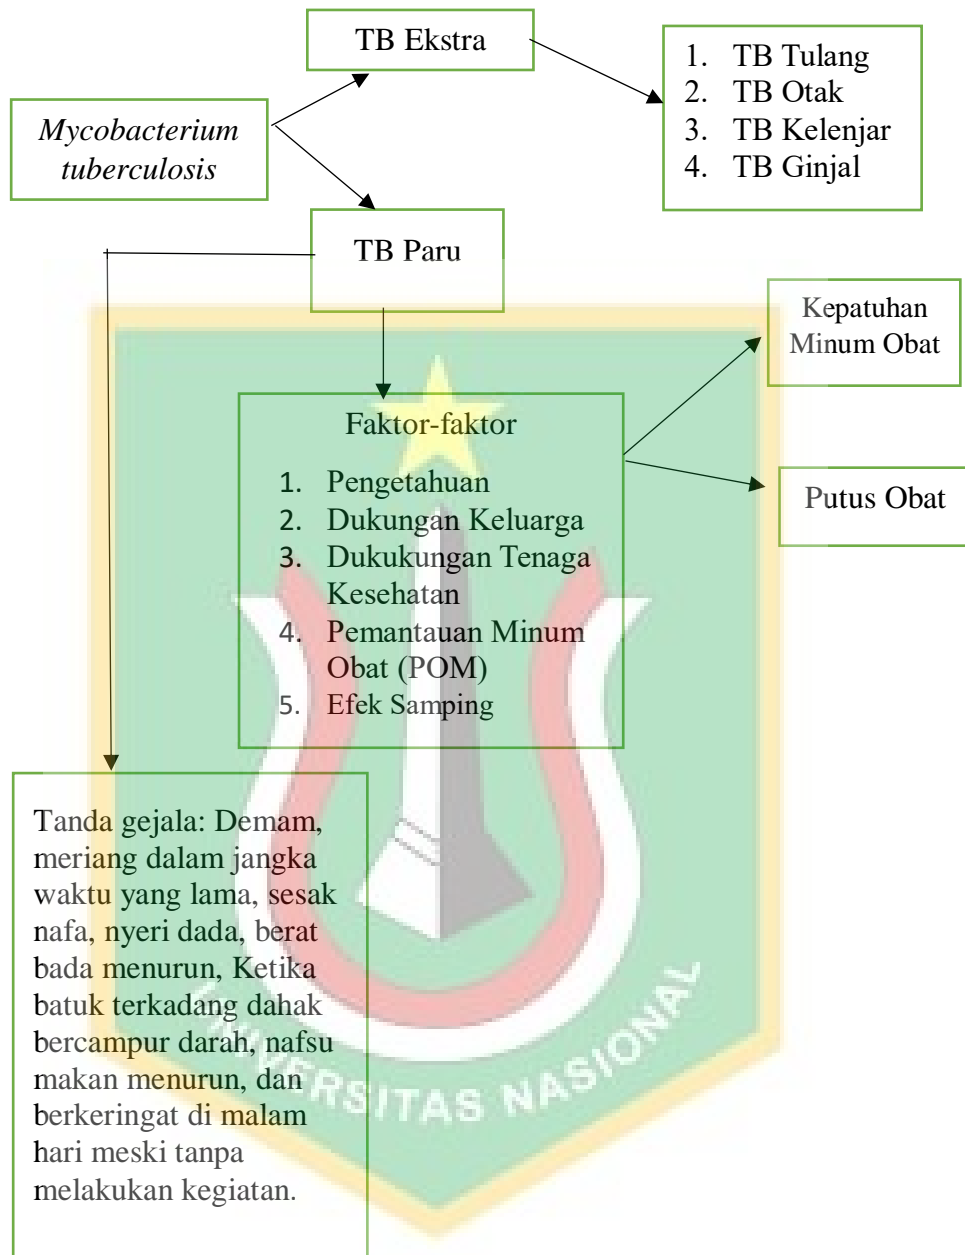 TB Ekstra
1. TB Tulang
2. TB Otak
3. TB Kelenjar
4. TB Ginjal
Mycobacterium
tuberculosis
TB Paru
Kepatuhan
Minum Obat
Faktor-faktor
1. Pengetahuan
2. Dukungan Keluarga
3. Dukukungan Tenaga
Kesehatan
4. Pemantauan Minum
Obat (POM)
5. Efek Samping
Putus Obat
Tanda gejala: Demam,
meriang dalam jangka
waktu yang lama, sesak
nafa, nyeri dada, berat
bada menurun, Ketika
batuk terkadang dahak
bercampur darah, nafsu
makan menurun, dan
berkeringat di malam
hari meski tanpa
melakukan kegiatan.
UNIVERSITAS NASIONAL